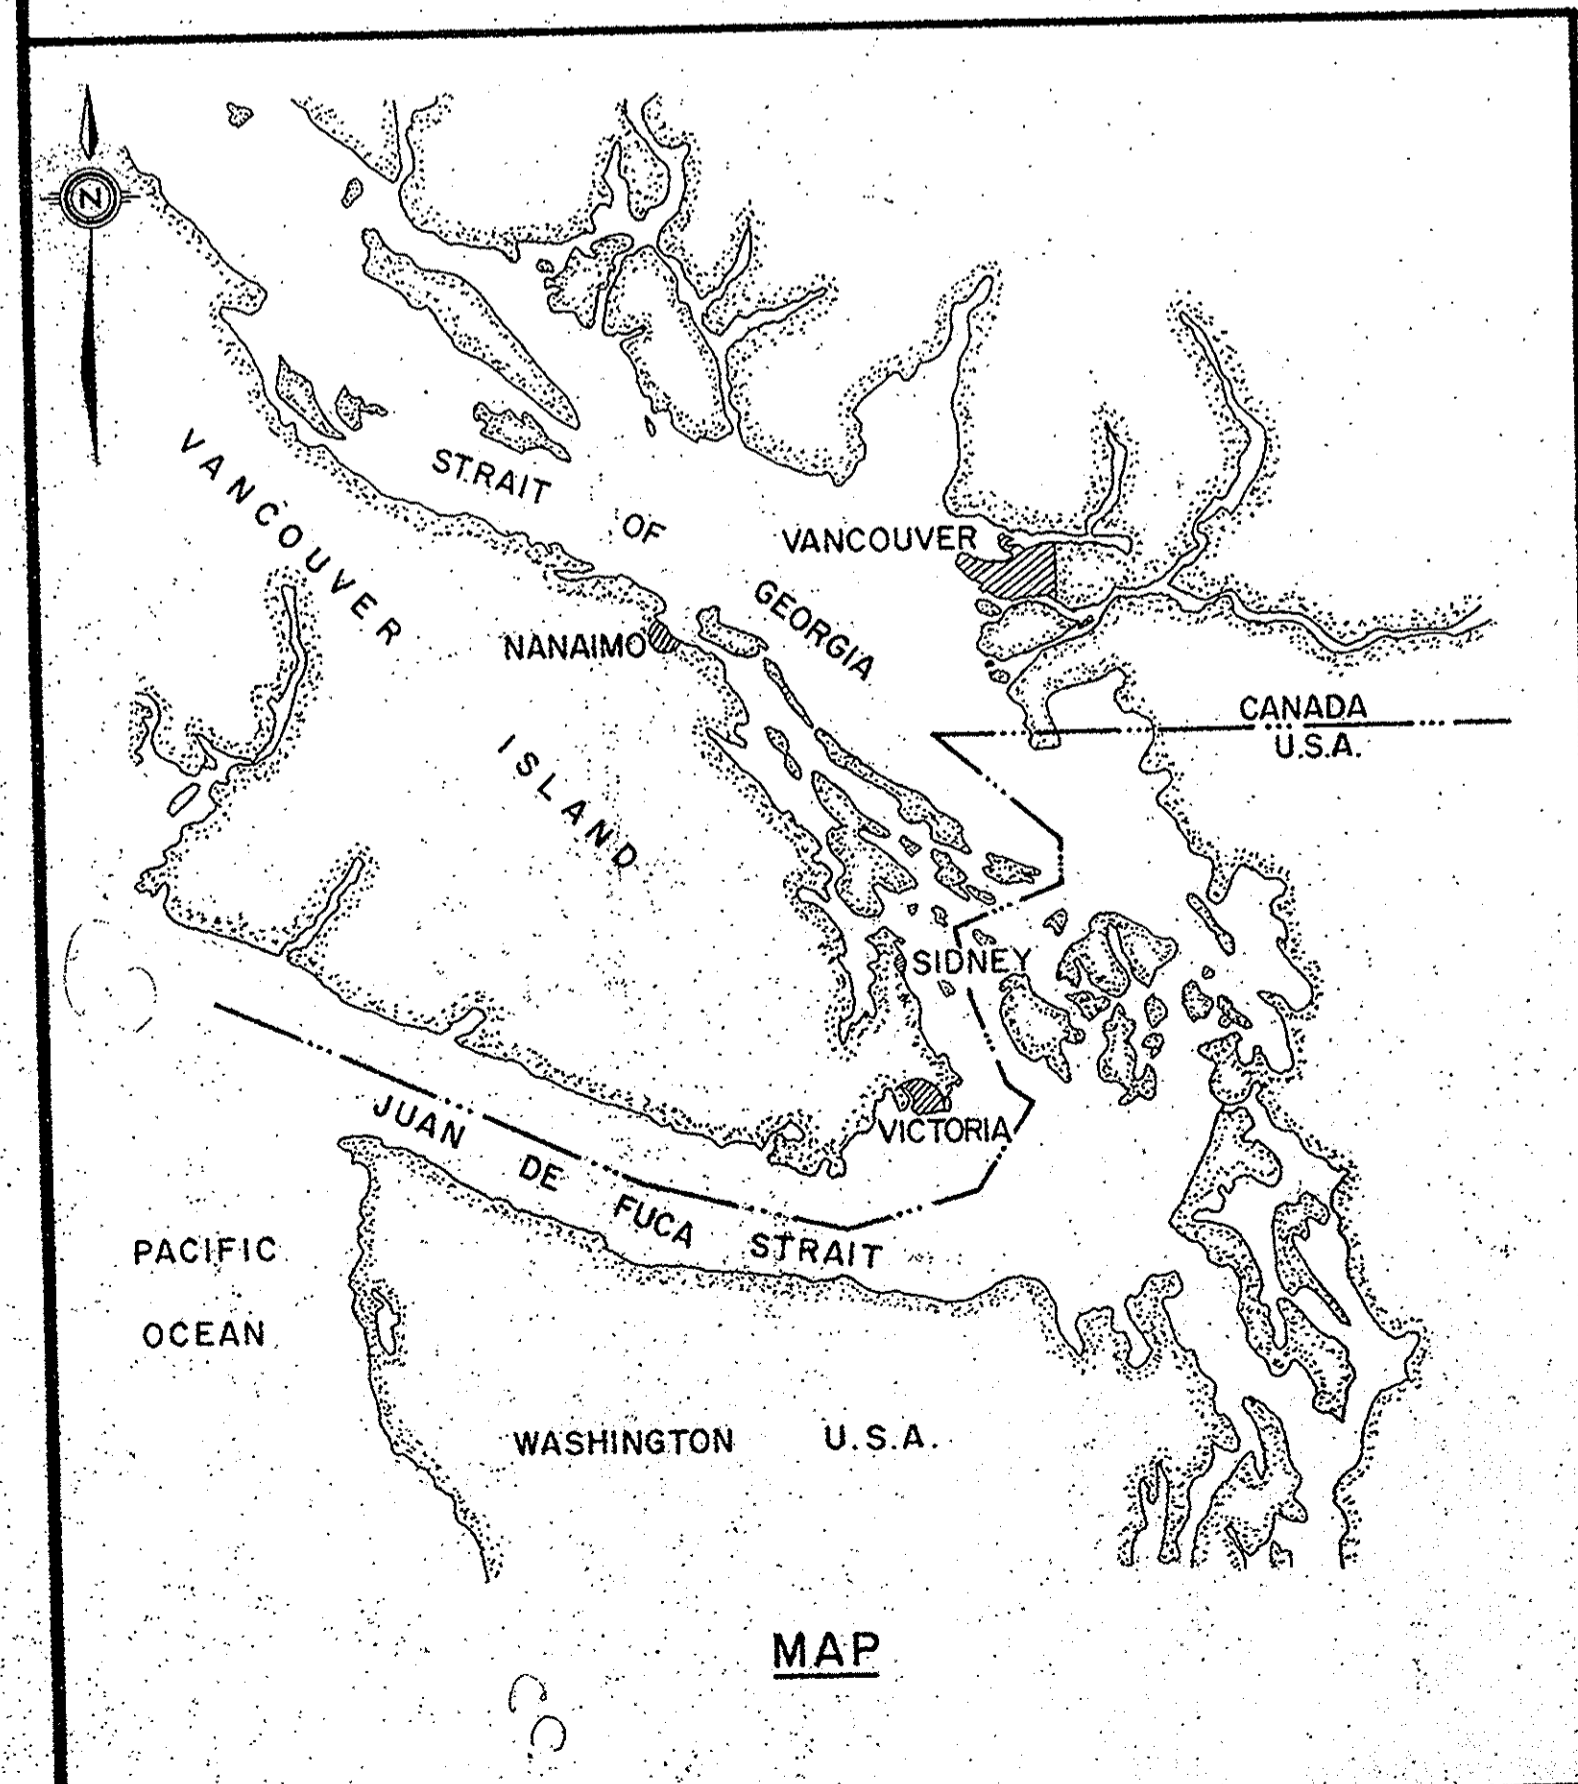 N
STRAIT
OF
GEORGIA
VANCOUVER
VANCOUVER
ISLAND
NANAIMO
CANADA
U.S.A.
SIDNEY
VICTORIA
JUAN DE FUCA STRAIT
PACIFIC
OCEAN
WASHINGTON U.S.A.
MAP